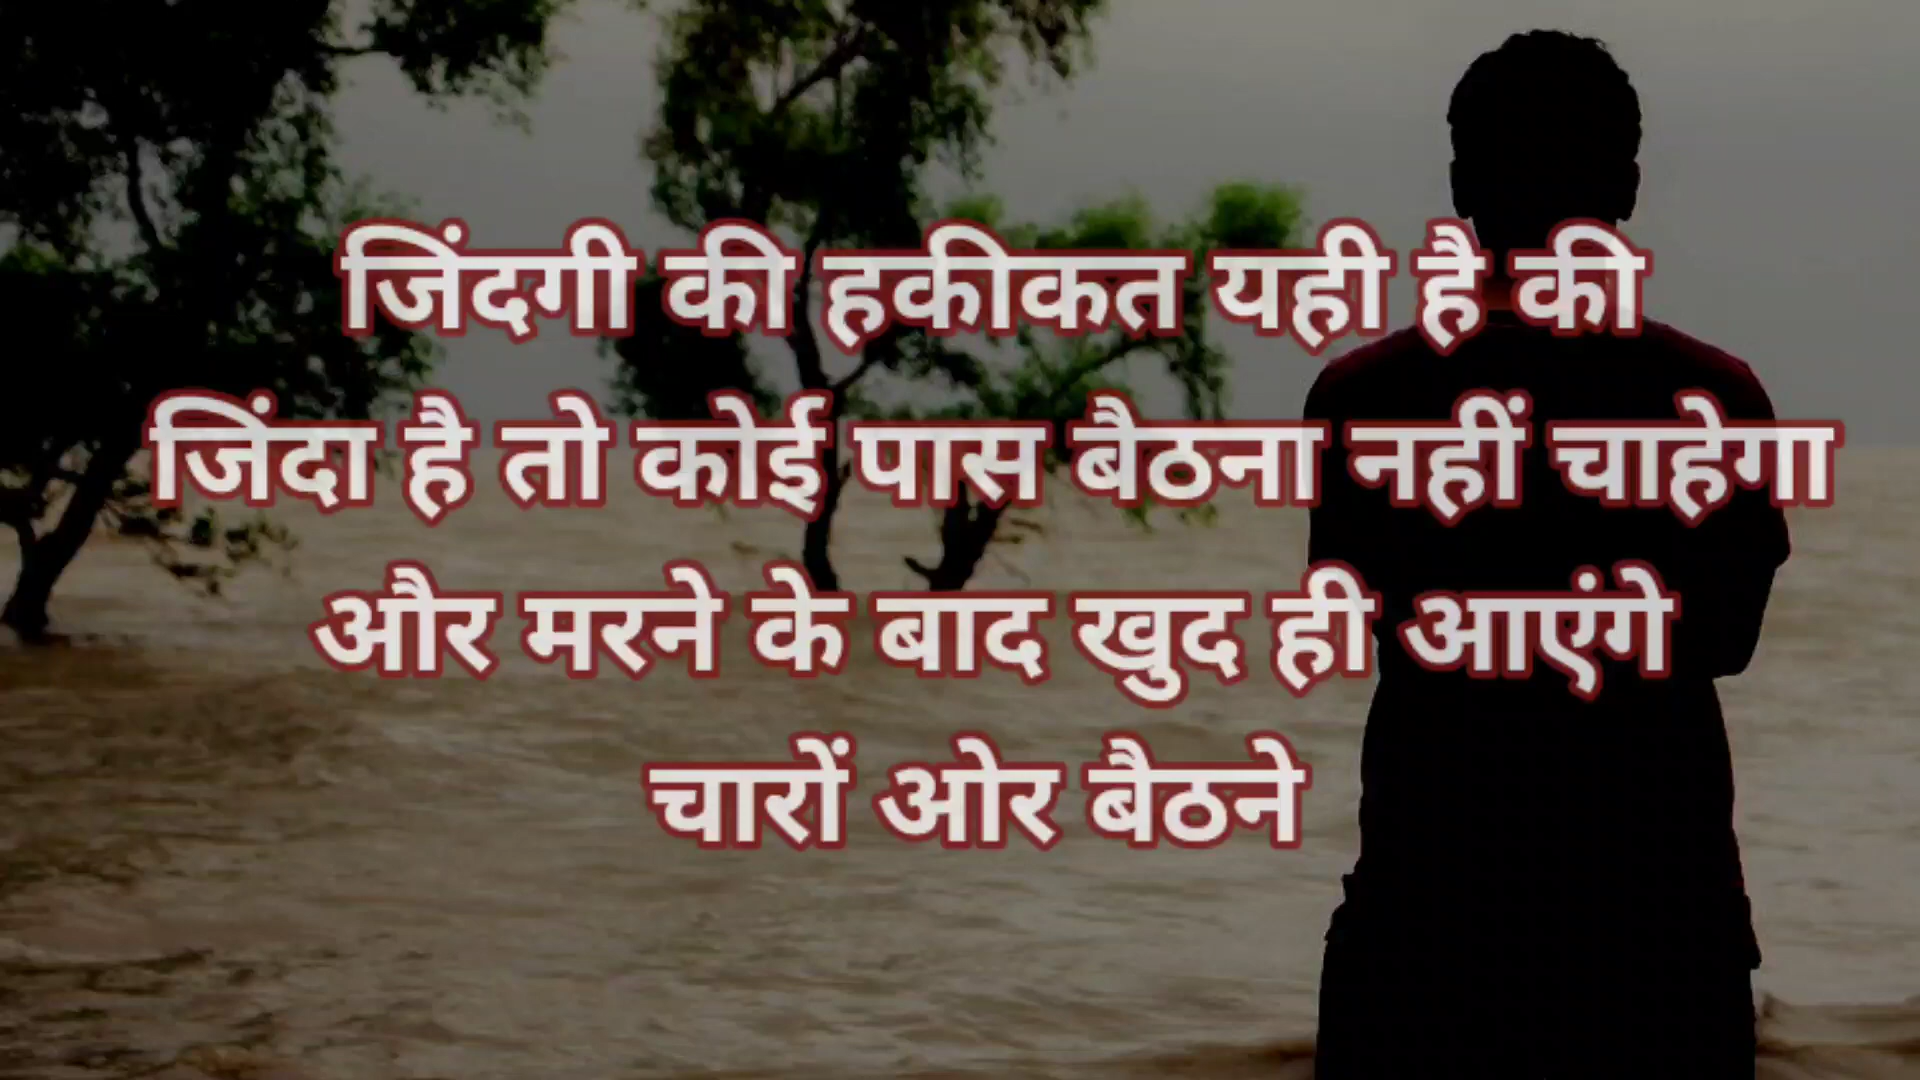 जिंदगी की हकीकत यही है की
जिंदा है तो कोई पास बैठना नहीं चाहेगा
और मरने के बाद खुद ही आएंगे
चारों ओर बैठने